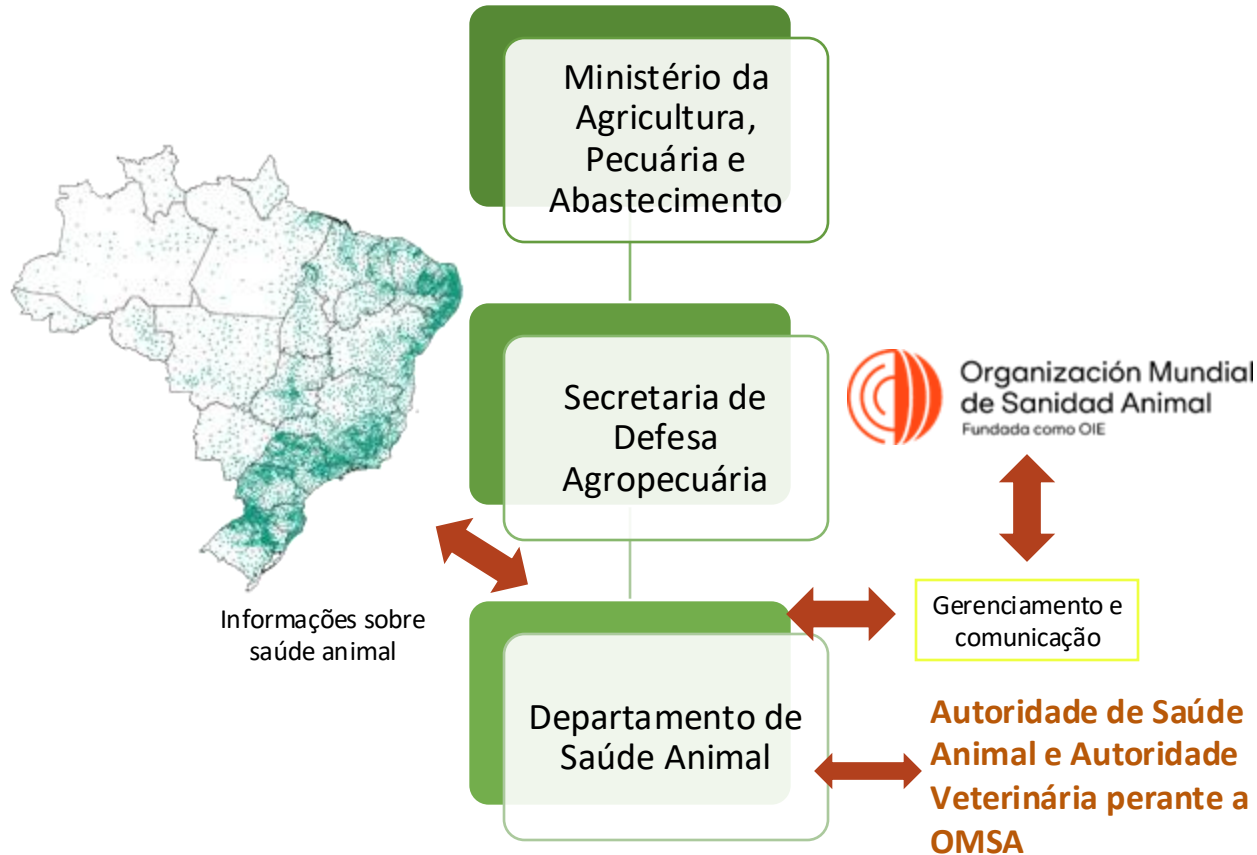 Ministério da
Agricultura,
Pecuária e
Abastecimento
Secretaria de
Defesa
Agropecuária
Organización Mundial
de Sanidad Animal
Fundada como OIE
Informações sobre
saúde animal
Gerenciamento e
comunicação
Departamento de
Saúde Animal
Autoridade de Saúde
Animal e Autoridade
Veterinária perante a
OMSA